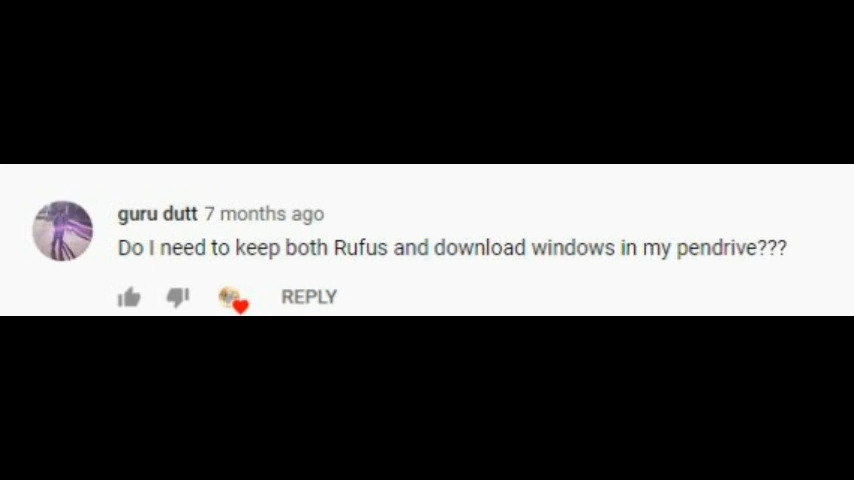 guru dutt 7 months ago
Do I need to keep both Rufus and download windows in my pendrive???
REPLY